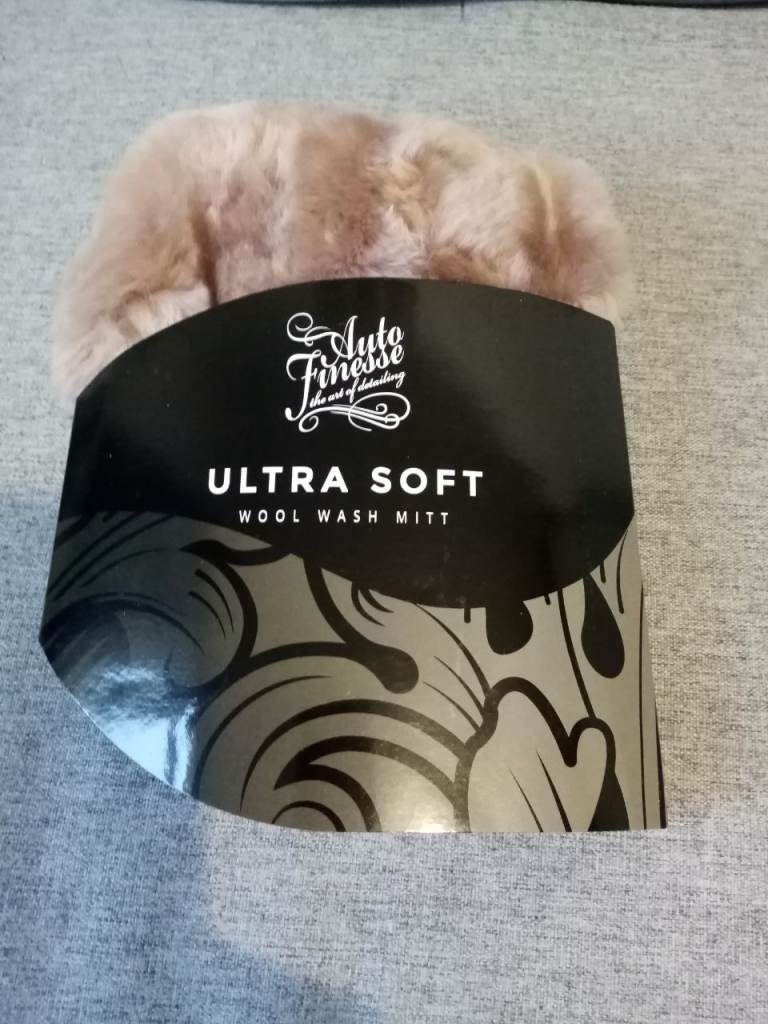 Auto
Finesse
the art of detailing
ULTRA SOFT
WOOL WASH MITT